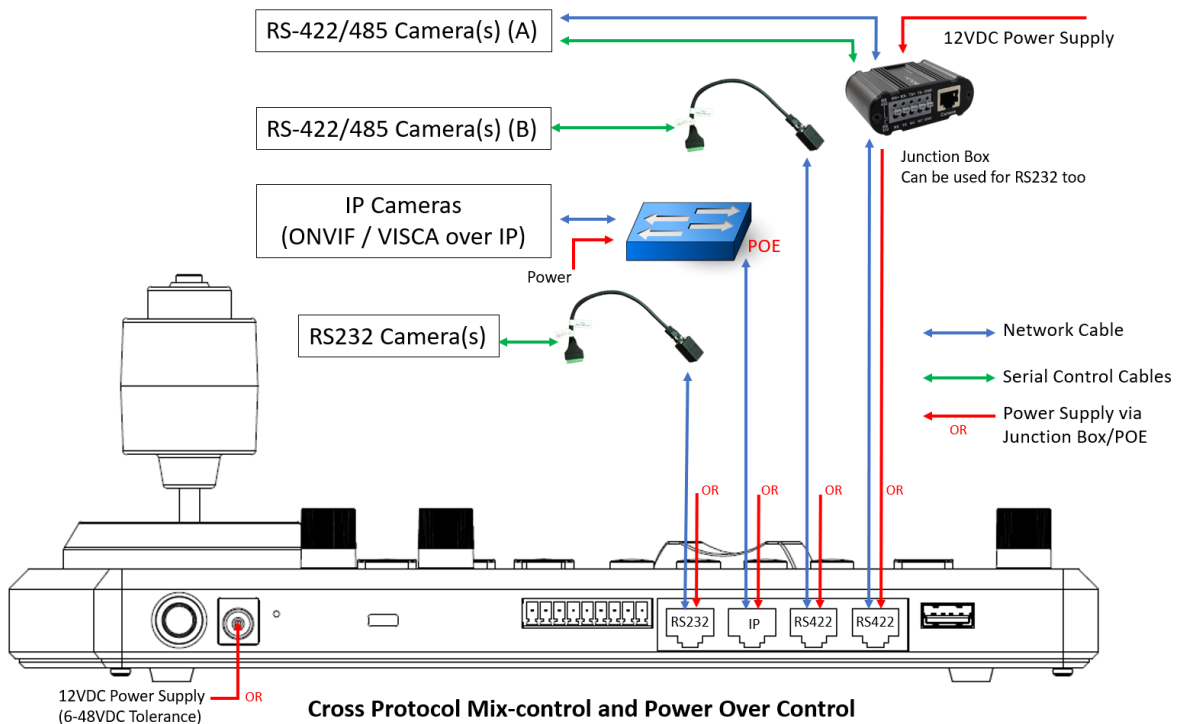 RS-422/485 Camera(s) (A)
12VDC Power Supply
RS-422/485 Camera(s) (B)
Junction Box
Can be used for RS232 too
IP Cameras
(ONVIF / VISCA over IP)
POE
Power
RS232 Camera(s)
Network Cable
Serial Control Cables
Power Supply via
Junction Box/POE
OR
OR
OR
OR
OR
RS232
IP
RS422
RS422
12VDC Power Supply
(6-48VDC Tolerance)
OR
Cross Protocol Mix-control and Power Over Control